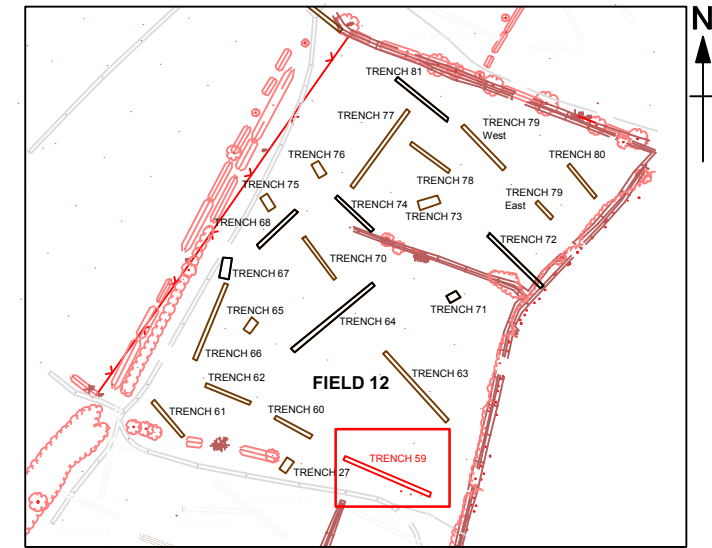 N
TRENCH 81
TRENCH 77
TRENCH 79
West
TRENCH 76
TRENCH 80
TRENCH 78
TRENCH 75
TRENCH 79
East
TRENCH 74
TRENCH 73
TRENCH 68
TRENCH 72
TRENCH 70
TRENCH 67
TRENCH 71
TRENCH 65
TRENCH 64
TRENCH 66
TRENCH 63
FIELD 12
TRENCH 62
TRENCH 61
TRENCH 60
TRENCH 59
TRENCH 27